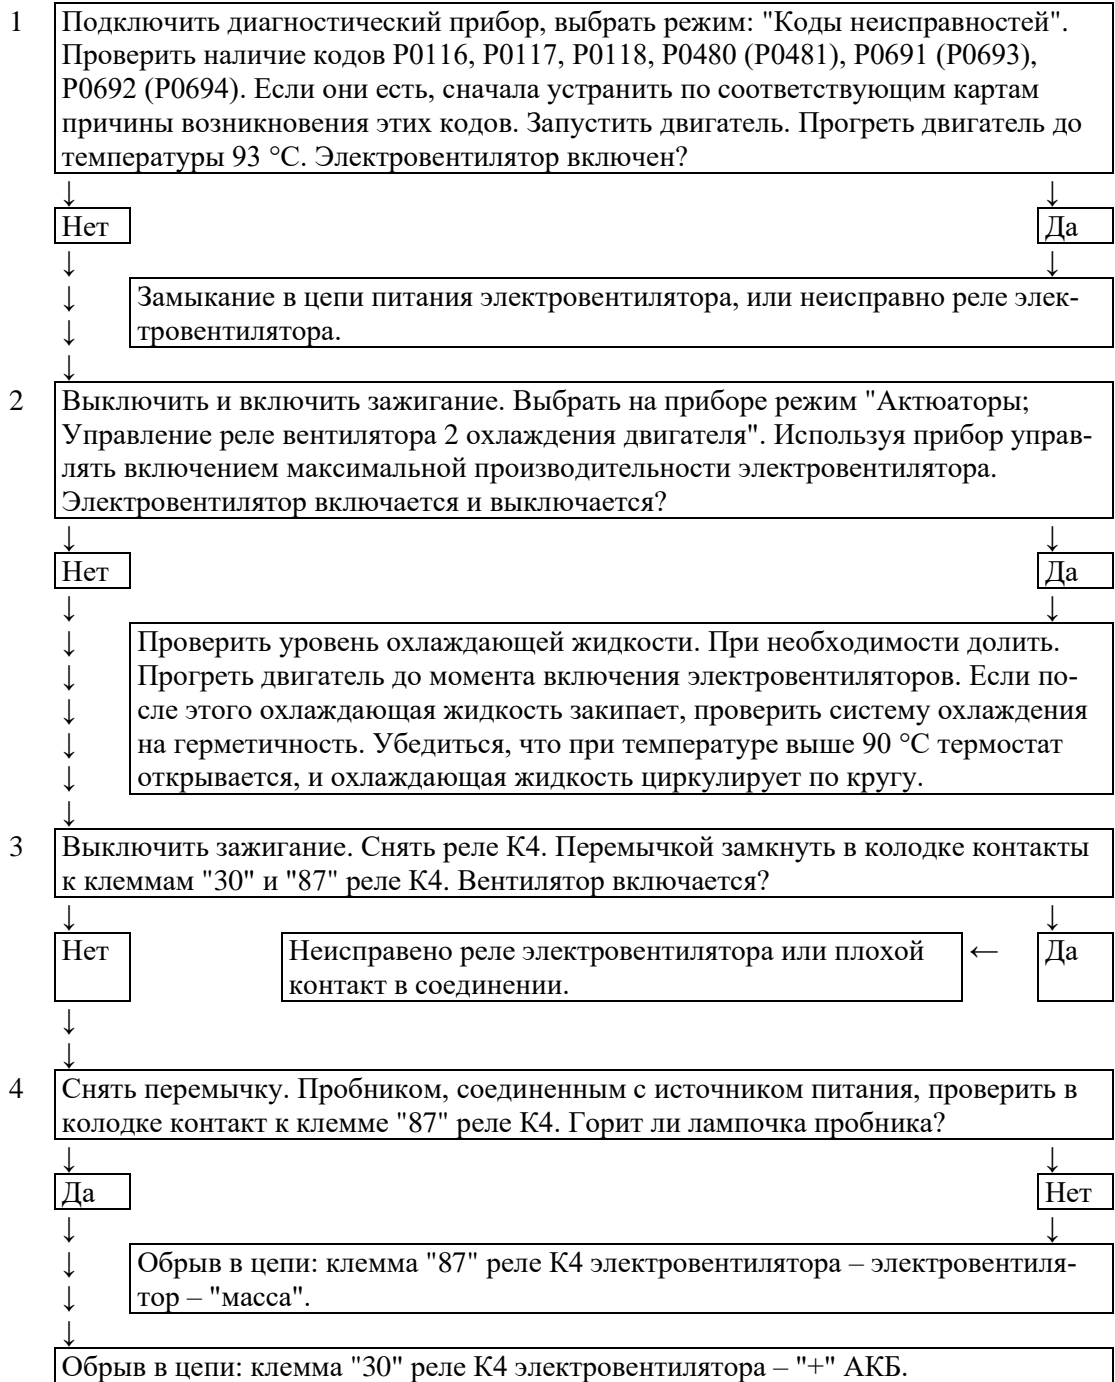 1 Подключить диагностический прибор, выбрать режим: "Коды неисправностей".
Проверить наличие кодов P0116, P0117, P0118, P0480 (P0481), P0691 (P0693),
P0692 (P0694). Если они есть, сначала устранить по соответствующим картам
причины возникновения этих кодов. Запустить двигатель. Прогреть двигатель до
температуры 93 °C. Электровентилятор включен?
↓ ↓
Нет Да
↓ ↓
↓ Замыкание в цепи питания электровентилятора, или неисправно реле элек-
↓ тровентилятора.
↓
2 Выключить и включить зажигание. Выбрать на приборе режим "Актюаторы;
Управление реле вентилятора 2 охлаждения двигателя". Используя прибор управ-
лять включением максимальной производительности электровентилятора.
Электровентилятор включается и выключается?
↓ ↓
Нет Да
↓ ↓
↓ Проверить уровень охлаждающей жидкости. При необходимости долить.
↓ Прогреть двигатель до момента включения электровентиляторов. Если по-
↓ сле этого охлаждающая жидкость закипает, проверить систему охлаждения
↓ на герметичность. Убедиться, что при температуре выше 90 °C термостат
↓ открывается, и охлаждающая жидкость циркулирует по кругу.
↓
3 Выключить зажигание. Снять реле К4. Перемычкой замкнуть в колодке контакты
к клеммам "30" и "87" реле К4. Вентилятор включается?
↓ ↓
Нет Неисправено реле электровентилятора или плохой ← Да
контакт в соединении.
↓
↓
4 Снять перемычку. Пробником, соединенным с источником питания, проверить в
колодке контакт к клемме "87" реле К4. Горит ли лампочка пробника?
↓ ↓
Да Нет
↓ ↓
↓ Обрыв в цепи: клемма "87" реле К4 электровентилятора – электровентиля-
↓ тор – "масса".
↓
Обрыв в цепи: клемма "30" реле К4 электровентилятора – "+" АКБ.